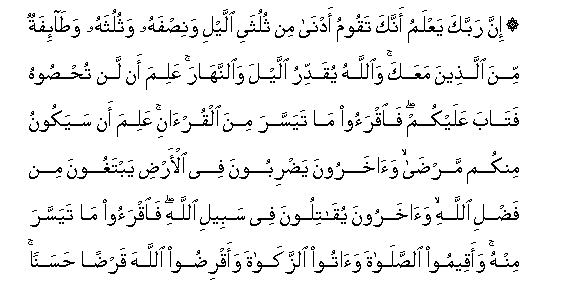 ۞ إِنَّ رَبَّكَ يَعْلَمُ أَنَّكَ تَقُومُ أَدْنَىٰ مِن ثُلُثَىِ ٱلَّيْلِ وَنِصْفَهُۥ وَثُلُثَهُۥ وَطَآئِفَةٌ
مِّنَ ٱلَّذِينَ مَعَكَ ۚ وَٱللَّهُ يُقَدِّرُ ٱلَّيْلَ وَٱلنَّهَارَ ۚ عَلِمَ أَن لَّن تُحْصُوهُ
فَتَابَ عَلَيْكُمْ ۖ فَٱقْرَءُوا۟ مَا تَيَسَّرَ مِنَ ٱلْقُرْءَانِ ۚ عَلِمَ أَن سَيَكُونُ
مِنكُم مَّرْضَىٰ ۙ وَءَاخَرُونَ يَضْرِبُونَ فِى ٱلْأَرْضِ يَبْتَغُونَ مِن
فَضْلِ ٱللَّهِ ۙ وَءَاخَرُونَ يُقَٰتِلُونَ فِى سَبِيلِ ٱللَّهِ ۖ فَٱقْرَءُوا۟ مَا تَيَسَّرَ
مِنْهُ ۚ وَأَقِيمُوا۟ ٱلصَّلَوٰةَ وَءَاتُوا۟ ٱلزَّكَوٰةَ وَأَقْرِضُوا۟ ٱللَّهَ قَرْضًا حَسَنًا ۚ